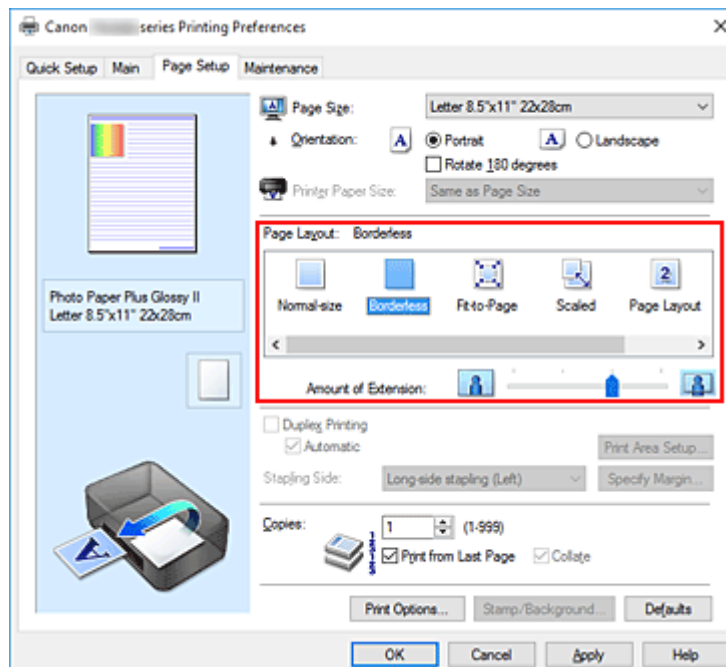 Canon series Printing Preferences
Quick Setup Main Page Setup Maintenance
Page Size: Letter 8.5"x11" 22x28cm
Orientation: A Portrait A Landscape
Rotate 180 degrees
Printer Paper Size: Same as Page Size
Page Layout: Borderless
Normal-size Borderless Fit-to-Page Scaled Page Layout
Photo Paper Plus Glossy II
Letter 8.5"x11" 22x28cm
Amount of Extension:
Duplex Printing
Automatic Print Area Setup...
Stapling Side: Long-side stapling (Left) Specify Margin...
Copies: 1 (1-999)
Print from Last Page Collate
Print Options... Stamp/Background... Defaults
OK Cancel Apply Help